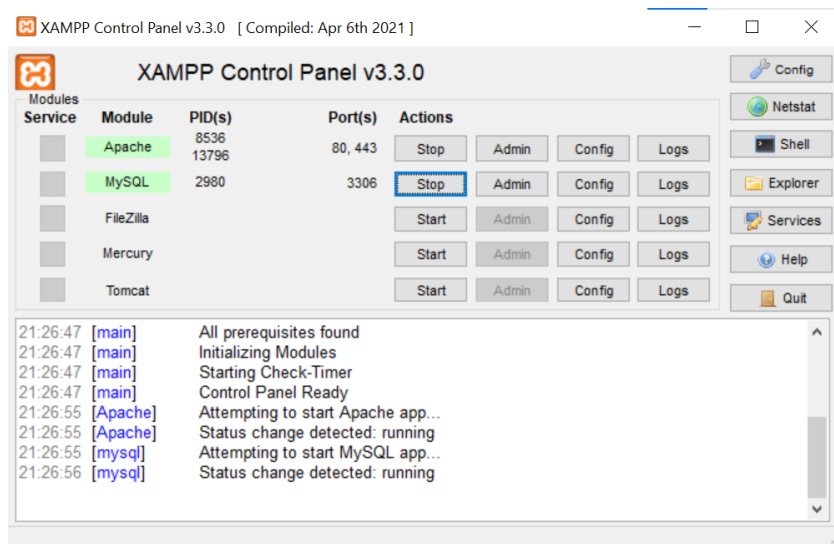 XAMPP Control Panel v3.3.0 [ Compiled: Apr 6th 2021 ]
XAMPP Control Panel v3.3.0
Config
Modules
Service Module PID(s) Port(s) Actions
Netstat
Apache 8536 13796 80, 443 Stop Admin Config Logs
Shell
MySQL 2980 3306 Stop Admin Config Logs
Explorer
FileZilla Start Admin Config Logs
Services
Mercury Start Admin Config Logs
Help
Tomcat Start Admin Config Logs
Quit
21:26:47 [main] All prerequisites found
21:26:47 [main] Initializing Modules
21:26:47 [main] Starting Check-Timer
21:26:47 [main] Control Panel Ready
21:26:55 [Apache] Attempting to start Apache app...
21:26:55 [Apache] Status change detected: running
21:26:55 [mysql] Attempting to start MySQL app...
21:26:56 [mysql] Status change detected: running